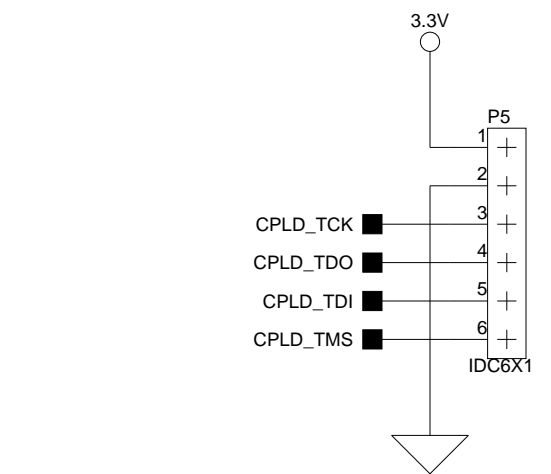 3.3V
P5
1
2
CPLD_TCK 3
CPLD_TDO 4
CPLD_TDI 5
CPLD_TMS 6
IDC6X1